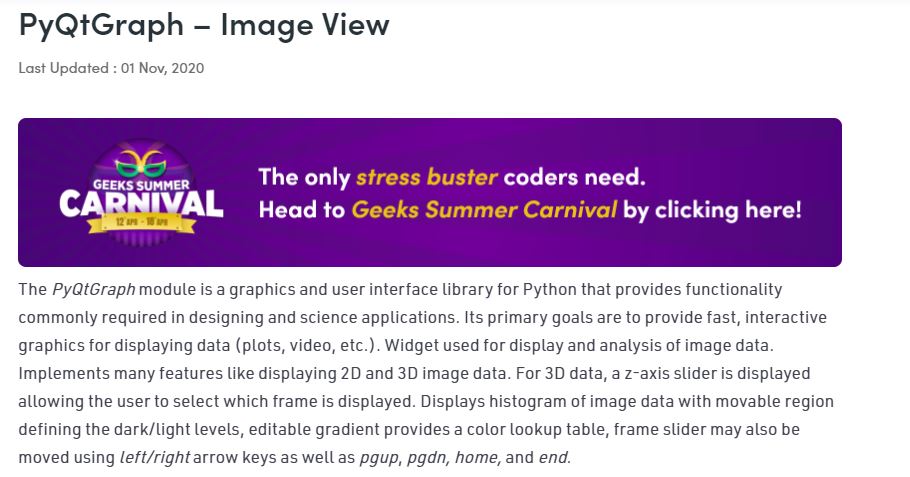 PyQtGraph – Image View
Last Updated : 01 Nov, 2020
GEEKS SUMMER
CARNIVAL
12 APR - 18 APR
The only stress buster coders need.
Head to Geeks Summer Carnival by clicking here!
The PyQtGraph module is a graphics and user interface library for Python that provides functionality
commonly required in designing and science applications. Its primary goals are to provide fast, interactive
graphics for displaying data (plots, video, etc.). Widget used for display and analysis of image data.
Implements many features like displaying 2D and 3D image data. For 3D data, a z-axis slider is displayed
allowing the user to select which frame is displayed. Displays histogram of image data with movable region
defining the dark/light levels, editable gradient provides a color lookup table, frame slider may also be
moved using left/right arrow keys as well as pgup, pgdn, home, and end.